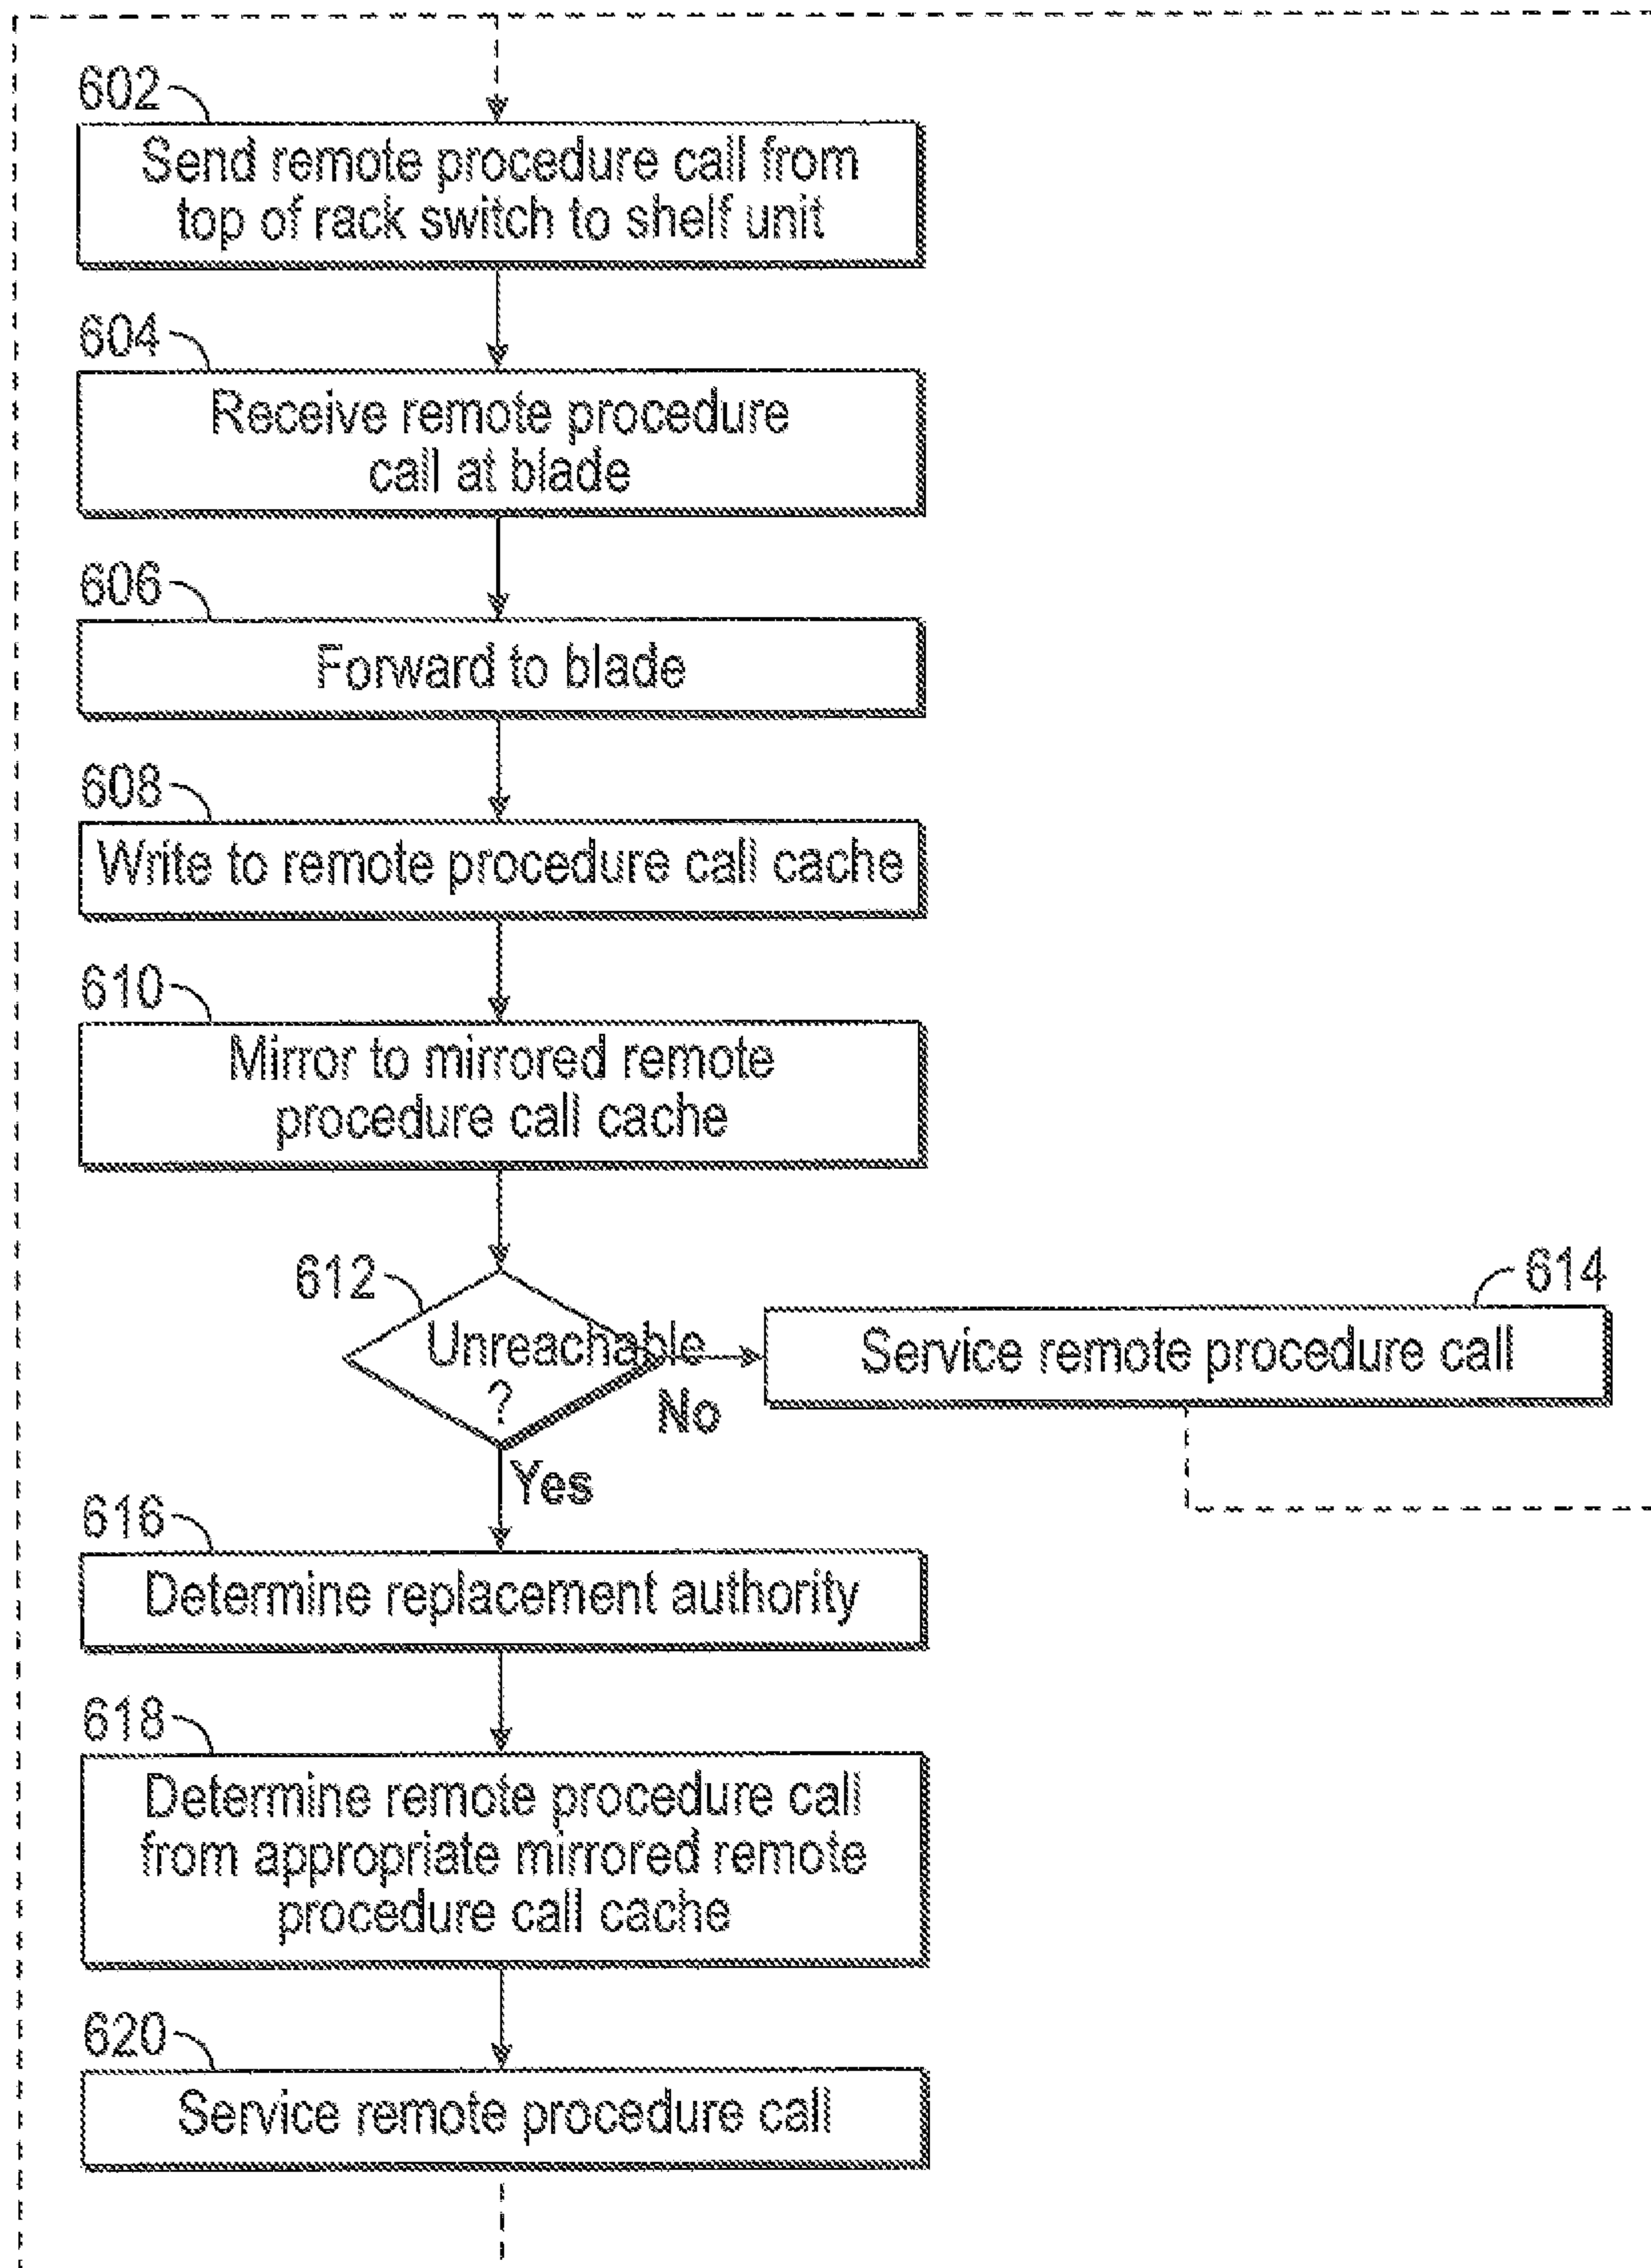 602
Send remote procedure call from
top of rack switch to shelf unit
604
Receive remote procedure
call at blade
606
Forward to blade
608
Write to remote procedure call cache
610
Mirror to mirrored remote
procedure call cache
612
Unreachable
?
No
614
Service remote procedure call
Yes
616
Determine replacement authority
618
Determine remote procedure call
from appropriate mirrored remote
procedure call cache
620
Service remote procedure call